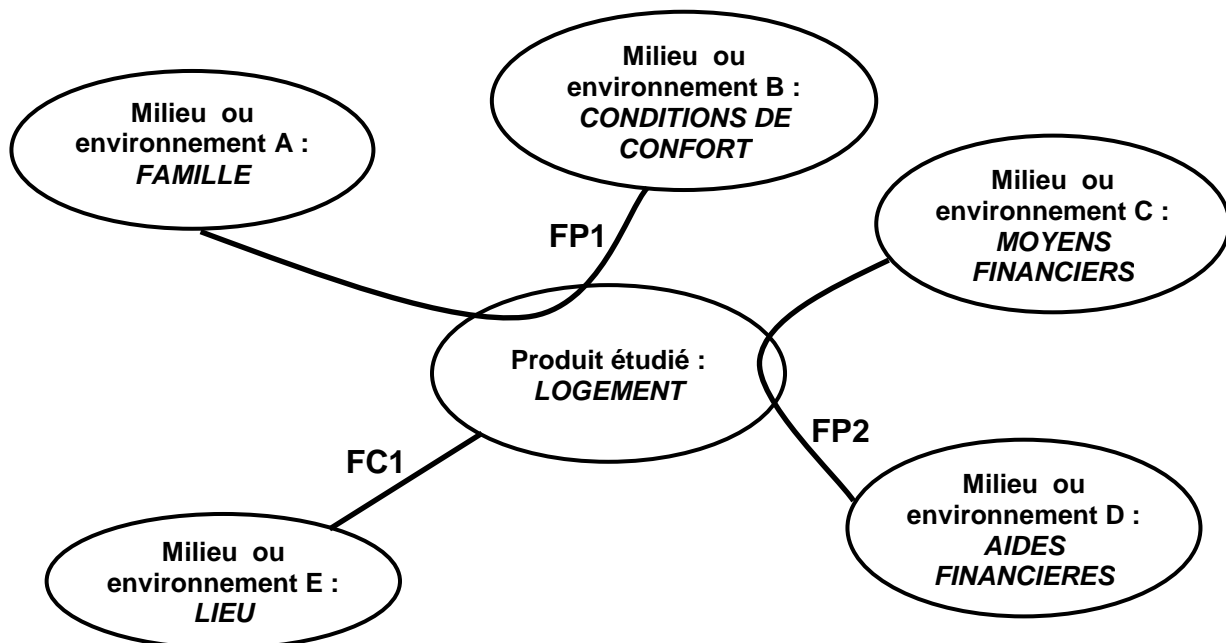 Milieu ou
environnement A :
FAMILLE
Milieu ou
environnement B :
CONDITIONS DE
CONFORT
Milieu ou
environnement C :
MOYENS
FINANCIERS
FP1
Produit étudié :
LOGEMENT
FP2
FC1
Milieu ou
environnement D :
AIDES
FINANCIERES
Milieu ou
environnement E :
LIEU